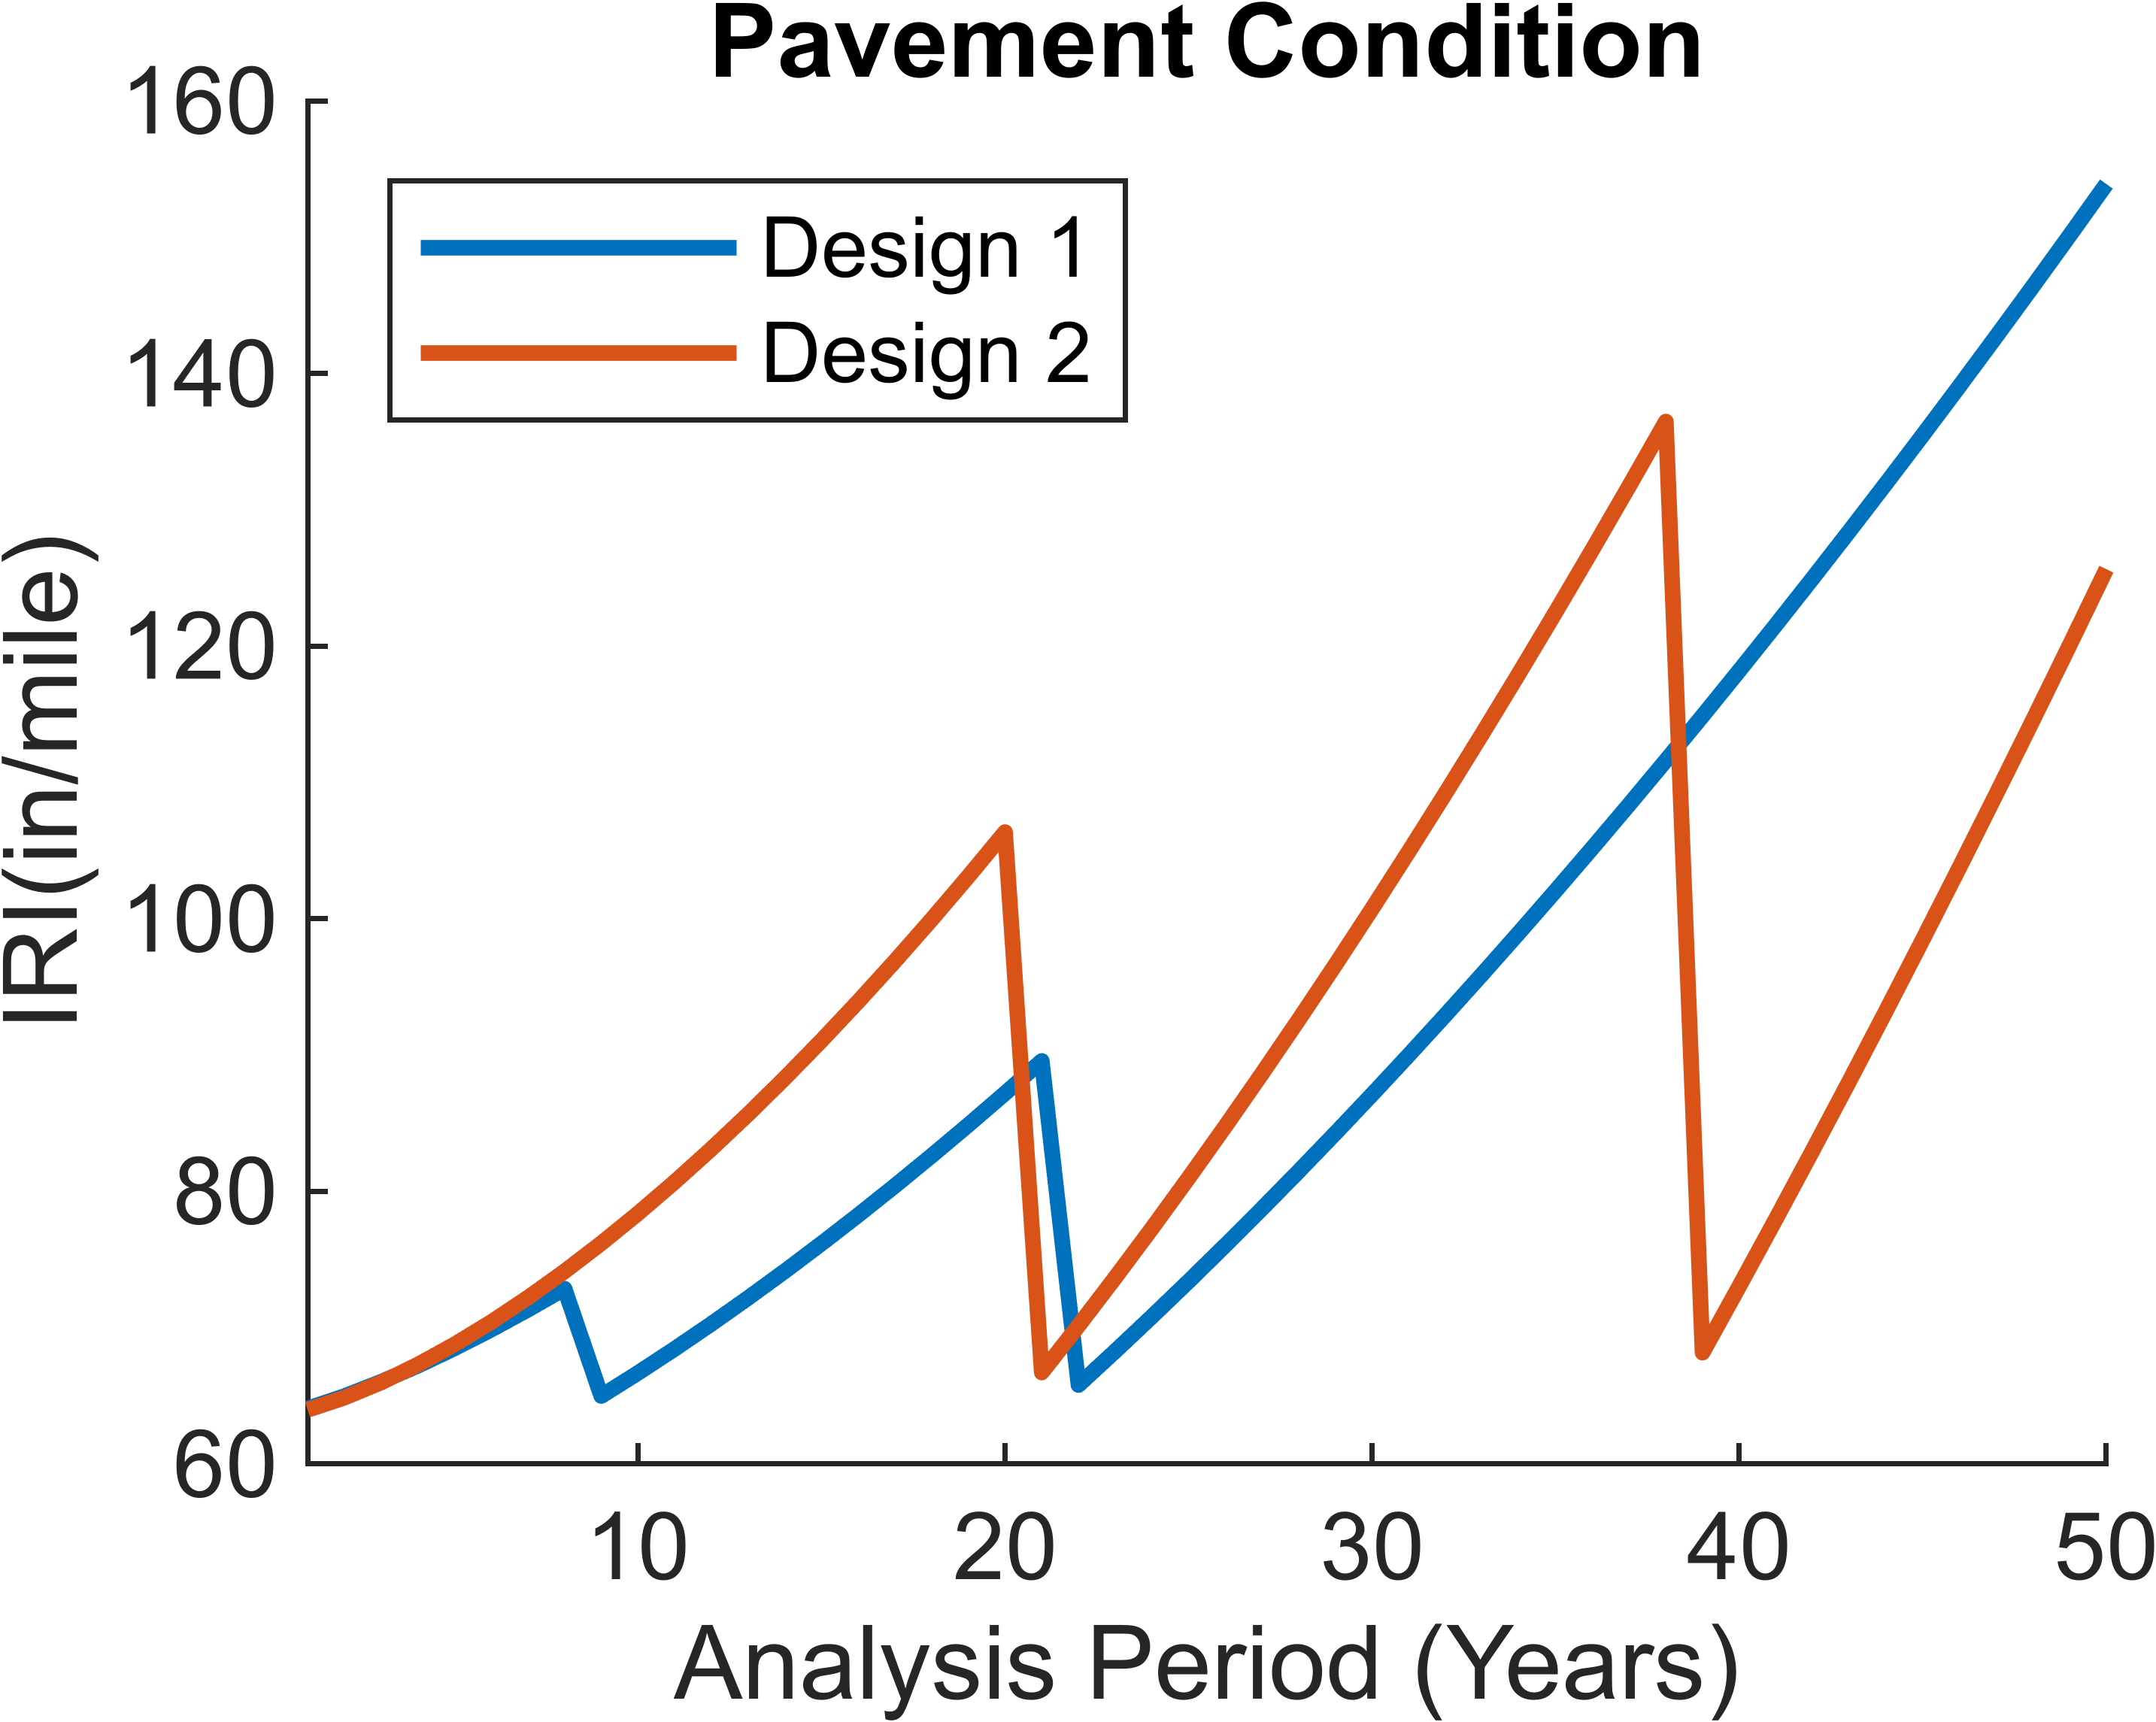 Pavement Condition
160
140
120
100
80
60
IRI(in/mile)
Design 1
Design 2
10 20 30 40 50
Analysis Period (Years)